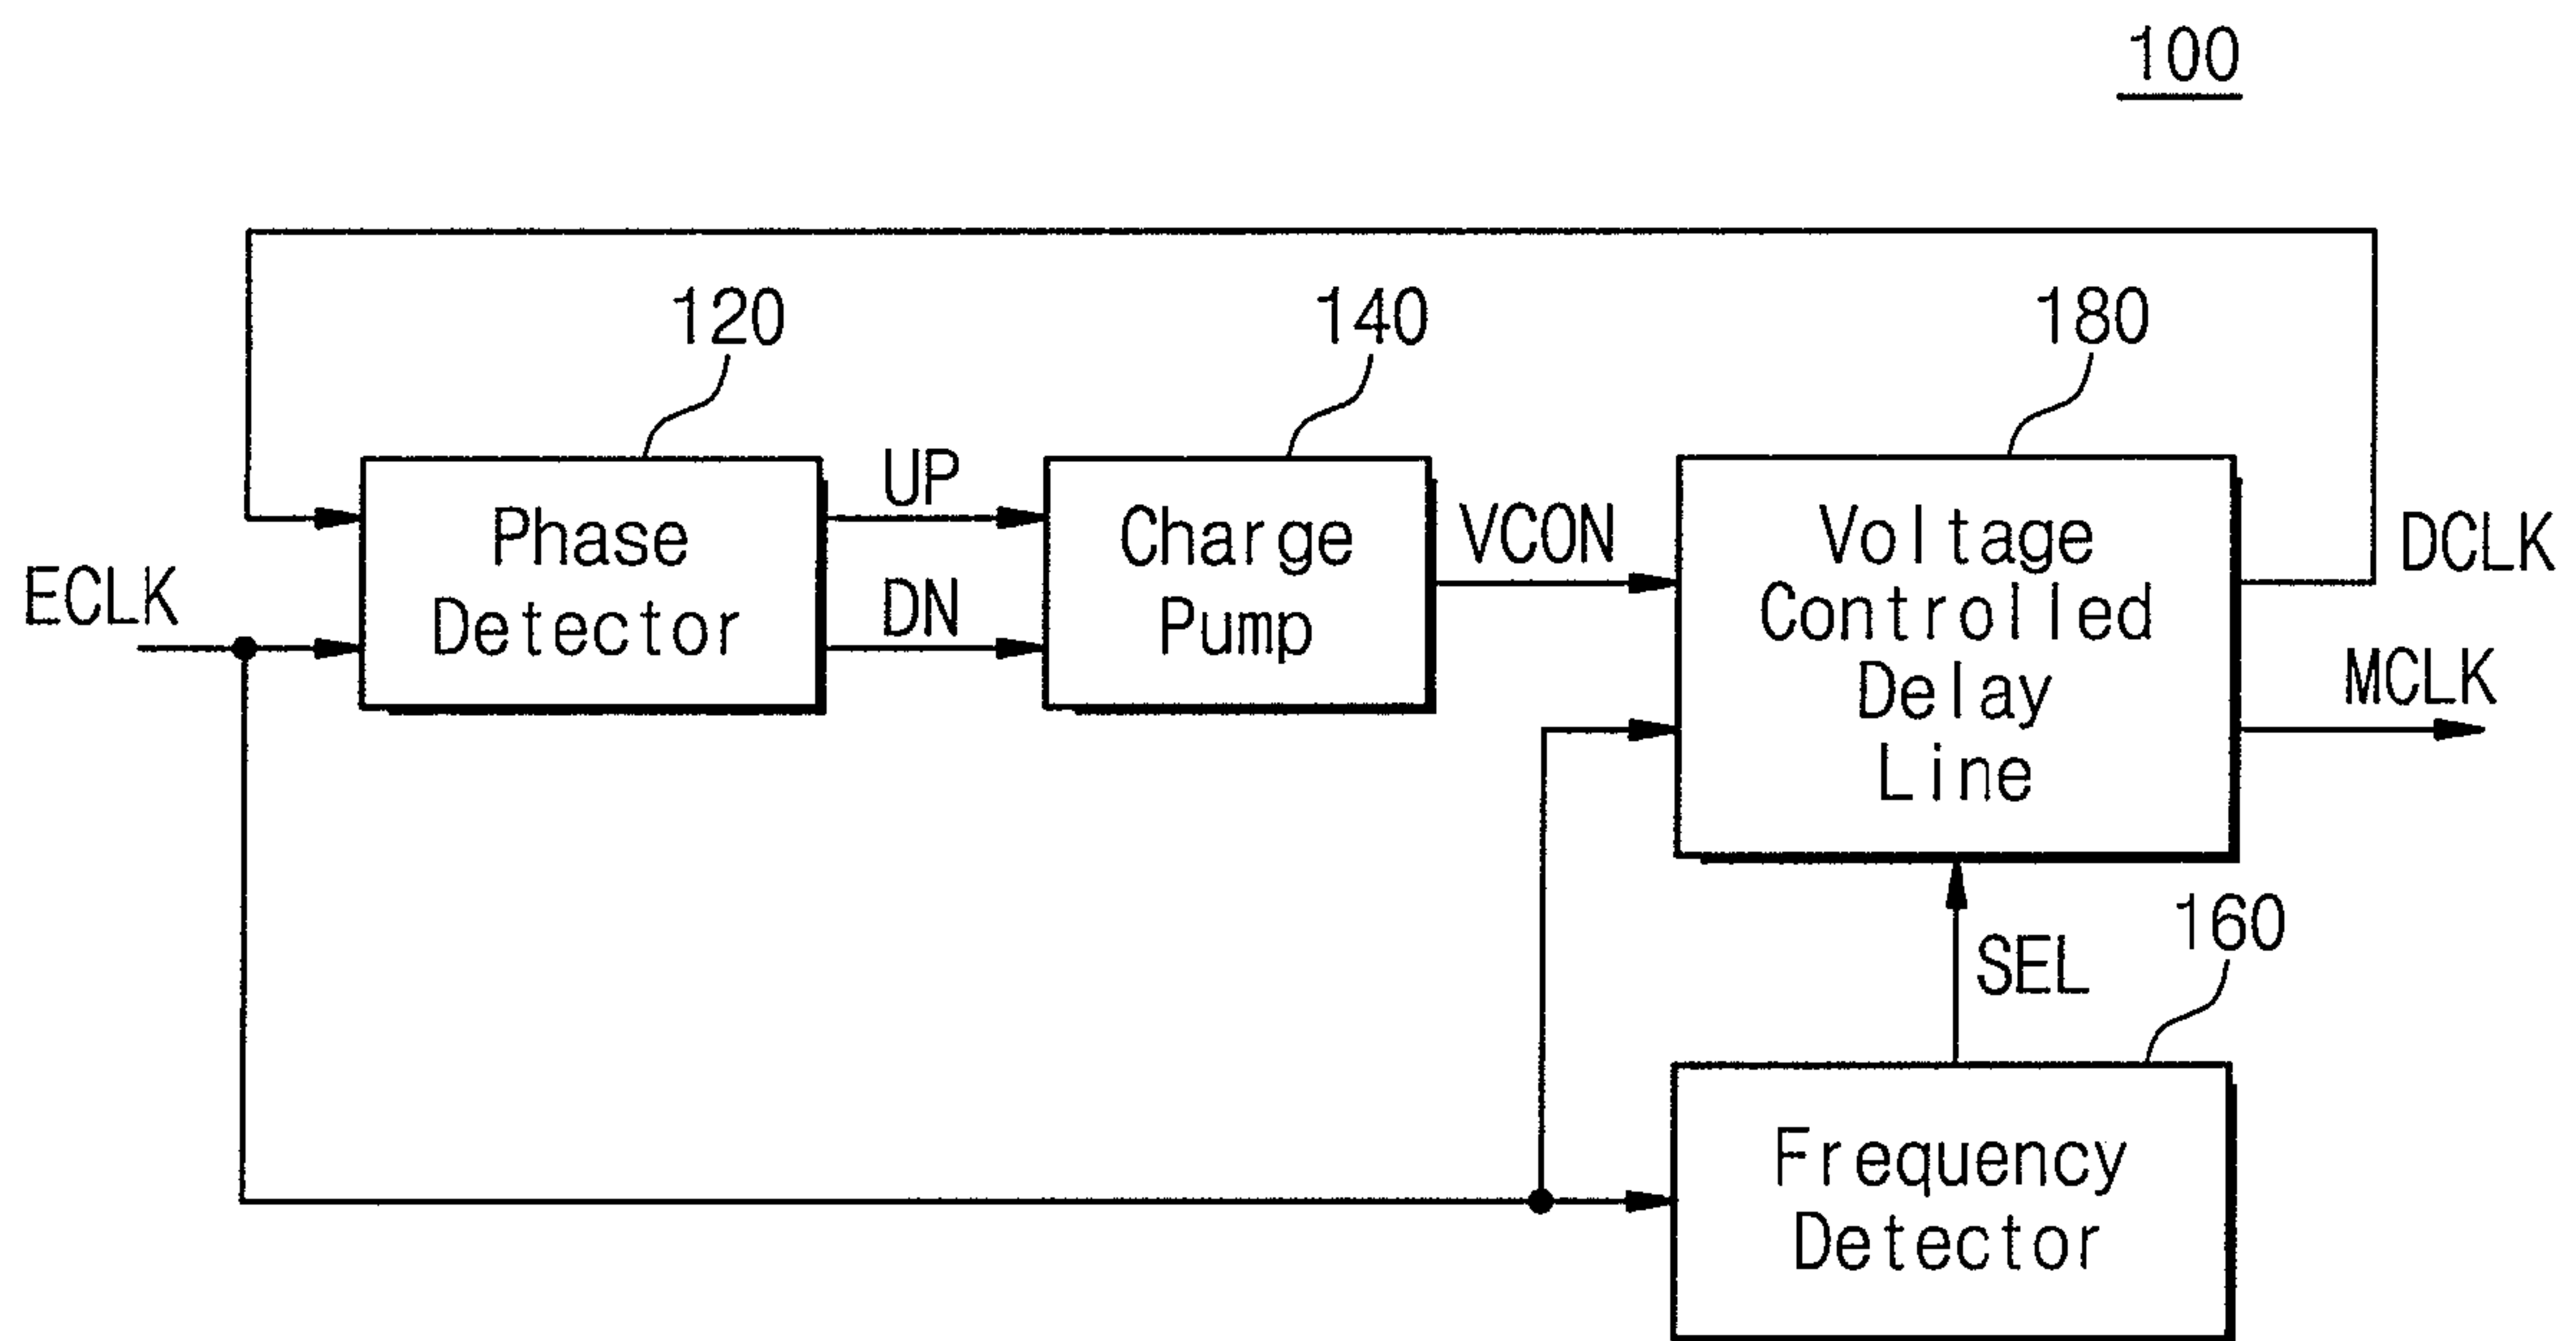 100
120
140
180
UP
Phase
Detector
DN
Charge
Pump
VCON
Voltage
Controlled
Delay
Line
ECLK
DCLK
MCLK
SEL
160
Frequency
Detector